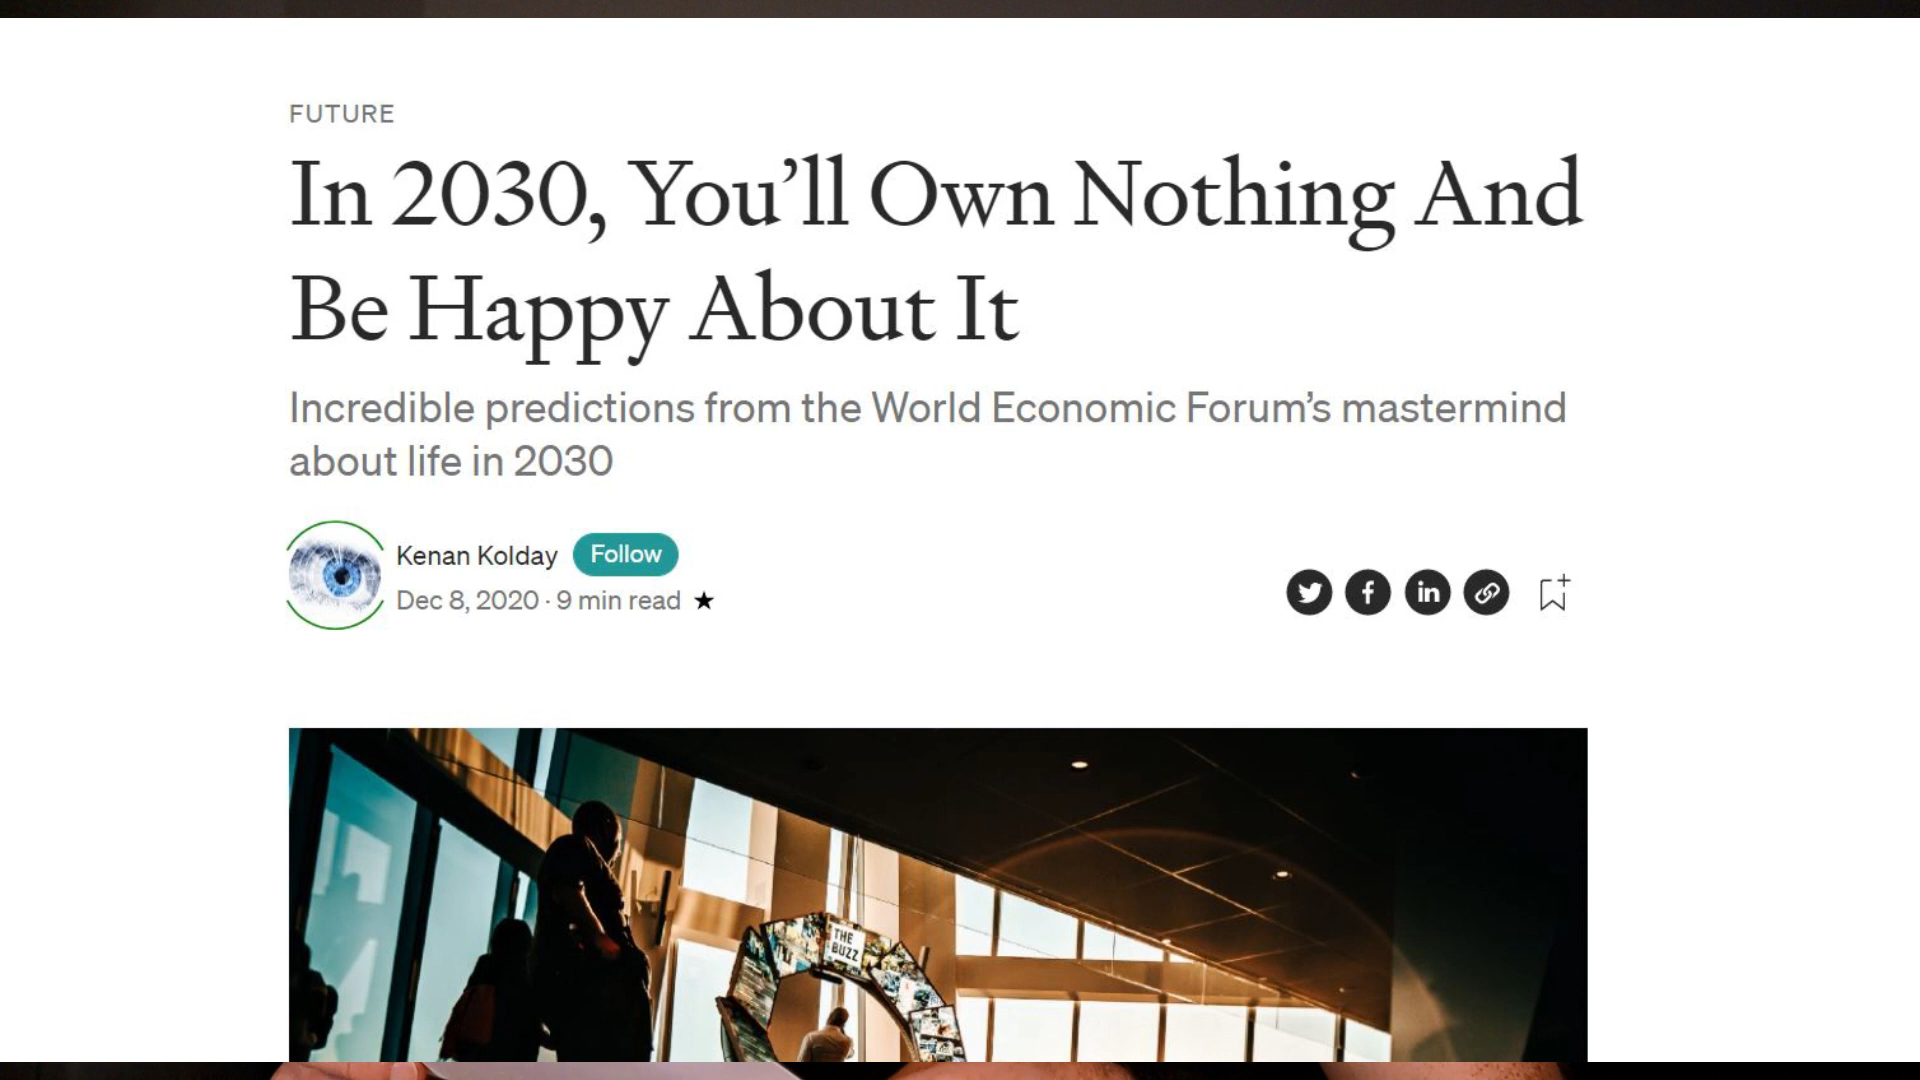 FUTURE
In 2030, You’ll Own Nothing And
Be Happy About It
Incredible predictions from the World Economic Forum’s mastermind
about life in 2030
Kenan Kolday Follow
Dec 8, 2020 · 9 min read ★
THE
BUZZ